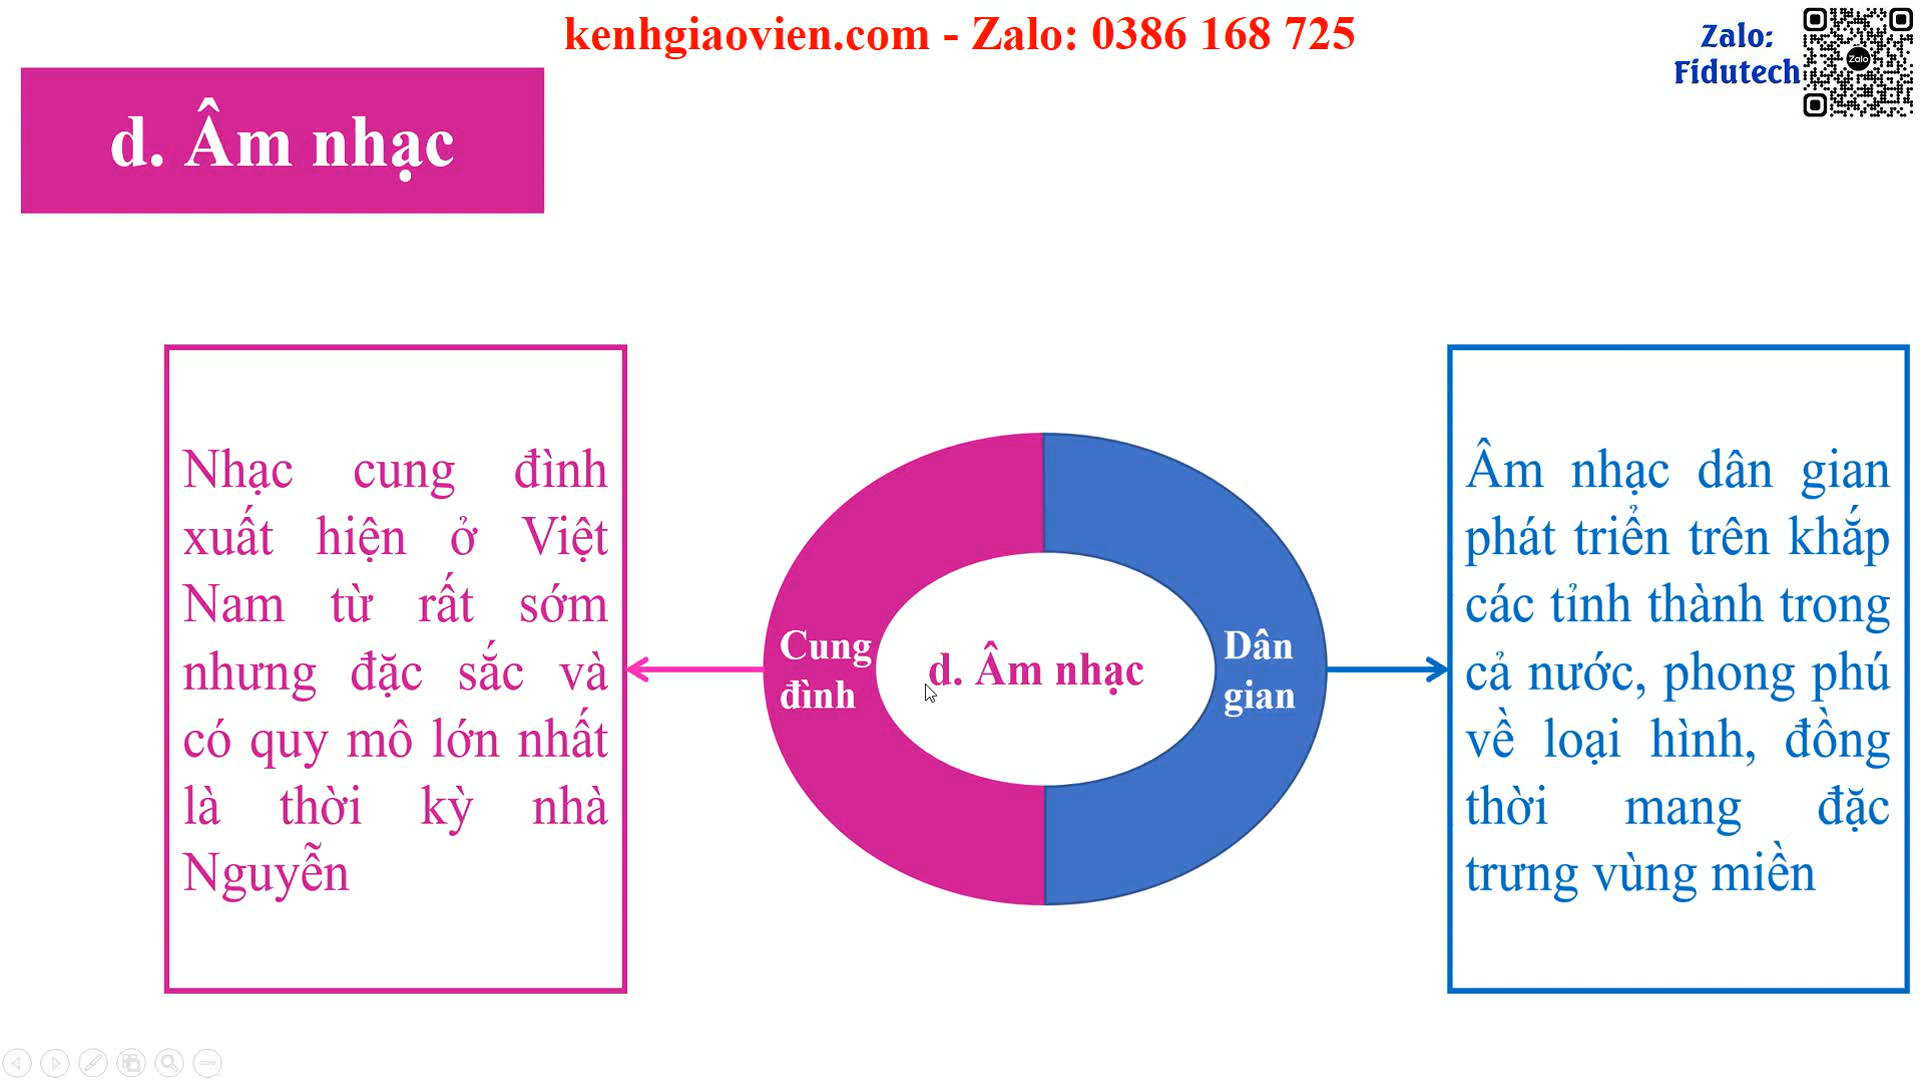 kenhgiaovien.com - Zalo: 0386 168 725
Zalo:
Fidutech
Zalo
d. Âm nhạc
Nhạc cung đình
xuất hiện ở Việt
Nam từ rất sớm
nhưng đặc sắc và
có quy mô lớn nhất
là thời kỳ nhà
Nguyễn
Cung
đình
d. Âm nhạc
Dân
gian
Âm nhạc dân gian
phát triển trên khắp
các tỉnh thành trong
cả nước, phong phú
về loại hình, đồng
thời mang đặc
trưng vùng miền